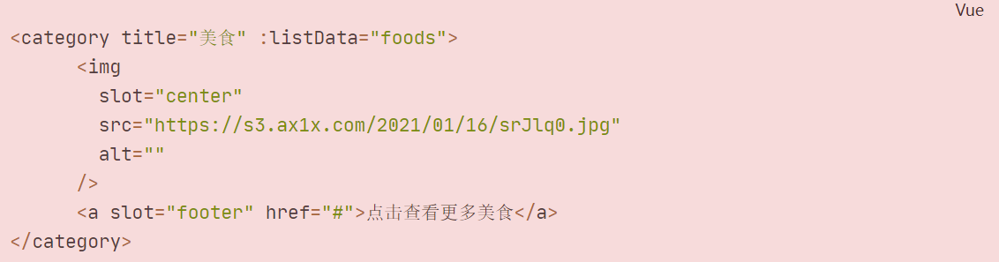 Vue
<category title="美食" :listData="foods">
<img
slot="center"
src="https://s3.ax1x.com/2021/01/16/srJlq0.jpg"
alt=""
/>
<a slot="footer" href="#">点击查看更多美食</a>
</category>